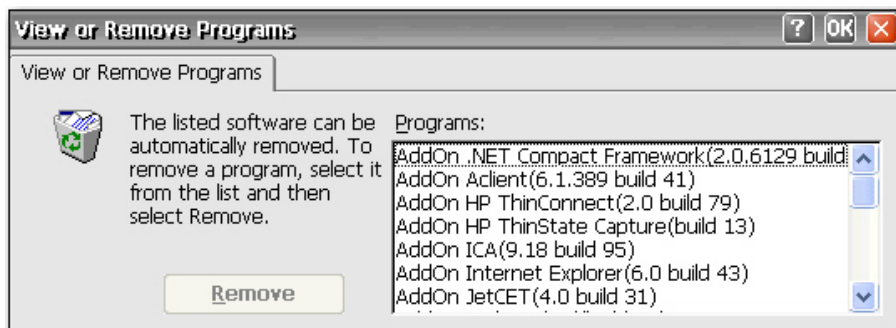 View or Remove Programs
? OK
View or Remove Programs
The listed software can be
automatically removed. To
remove a program, select it
from the list and then
select Remove.
Remove
Programs:
AddOn .NET Compact Framework(2.0.6129 build
AddOn Aclient(6.1.389 build 41)
AddOn HP ThinConnect(2.0 build 79)
AddOn HP ThinState Capture(build 13)
AddOn ICA(9.18 build 95)
AddOn Internet Explorer(6.0 build 43)
AddOn JetCET(4.0 build 31)